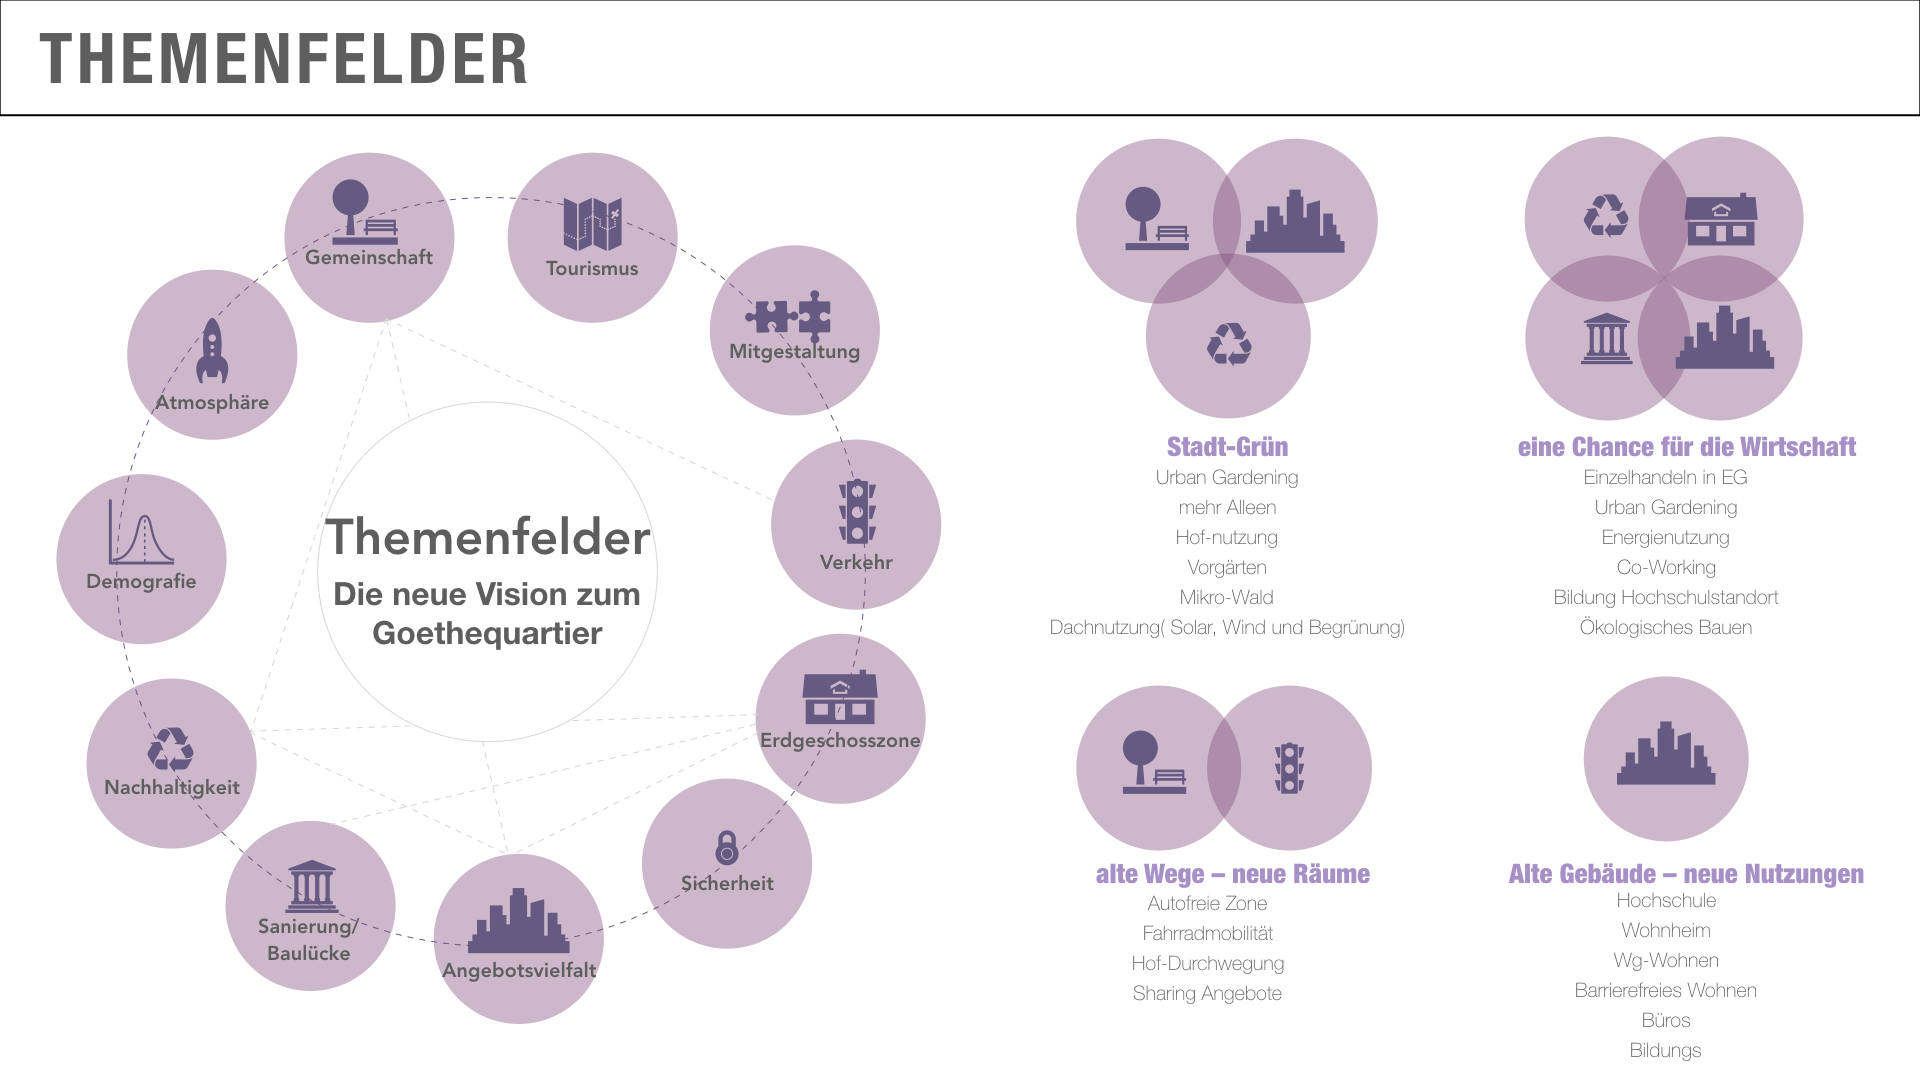 THEMENFELDER
Gemeinschaft
Tourismus
Mitgestaltung
Atmosphäre
Verkehr
Demografie
Themenfelder
Die neue Vision zum
Goethequartier
Erdgeschosszone
Nachhaltigkeit
Sicherheit
Sanierung/
Baulücke
Angebotsvielfalt
Stadt-Grün
Urban Gardening
mehr Alleen
Hof-nutzung
Vorgärten
Mikro-Wald
Dachnutzung( Solar, Wind und Begrünung)
eine Chance für die Wirtschaft
Einzelhandeln in EG
Urban Gardening
Energienutzung
Co-Working
Bildung Hochschulstandort
Ökologisches Bauen
alte Wege – neue Räume
Autofreie Zone
Fahrradmobilität
Hof-Durchwegung
Sharing Angebote
Alte Gebäude – neue Nutzungen
Hochschule
Wohnheim
Wg-Wohnen
Barrierefreies Wohnen
Büros
Bildungs